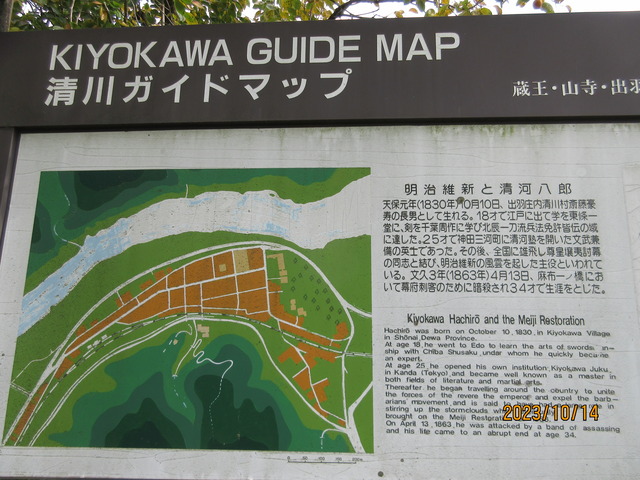 KIYOKAWA GUIDE MAP
清川ガイドマップ
蔵王・山寺・出羽
明治維新と清河八郎
天保元年(1830年)10月10日、出羽庄内清川村斎藤豪
寿の長男として生れる。18才で江戸に出て学を東條一
堂に、剣を千葉周作に学び北辰一刀流兵法免許皆伝の域
に達した。25才で神田三河町に清河塾を開いた文武兼
備の英士であった。その後、全国に雄飛し尊皇攘夷討幕
の同志と結び、明治維新の風雲を起した主役といわれて
いる。文久3年(1863年)4月13日、麻布一ノ橋にお
いて幕府刺客のために暗殺され34才で生涯をとじた。
Kiyokawa Hachirō and the Meiji Restoration
Hachirō was born on October 10, 1830, in Kiyokawa Village
in Shōnai, Dewa Province.
At age 18, he went to Edo to learn the arts of swordsman-
ship with Chiba Shusaku, under whom he quickly became
an expert.
At age 25, he opened his own institution, Kiyokawa Juku,
in Kanda (Tokyo) and became well known as a master in
both fields of literature and martial arts.
Thereafter he began travelling around the country to unite
the forces of the revere the emperor and expel the barb-
arians movement and is said to have in
stirring up the stormclouds
brought on the Meiji Restoration
On April 13, 1863, he was attacked by a band of assassins
and his life came to an abrupt end at age 34.
2023/10/14